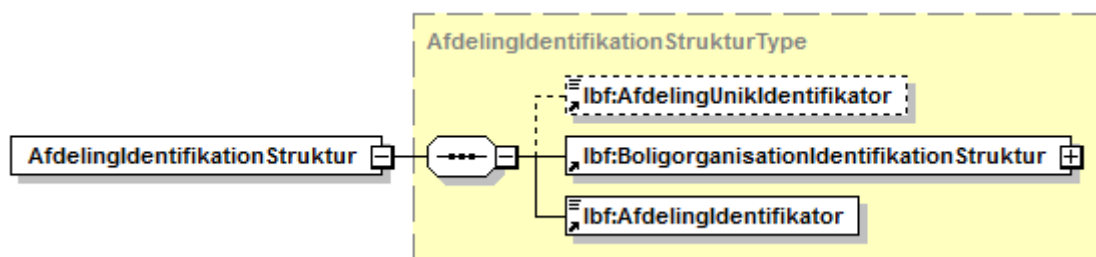 AfdelingIdentifikationStrukturType
lbf:AfdelingUnikIdentifikator
AfdelingIdentifikationStruktur
lbf:BoligorganisationIdentifikationStruktur
lbf:AfdelingIdentifikator